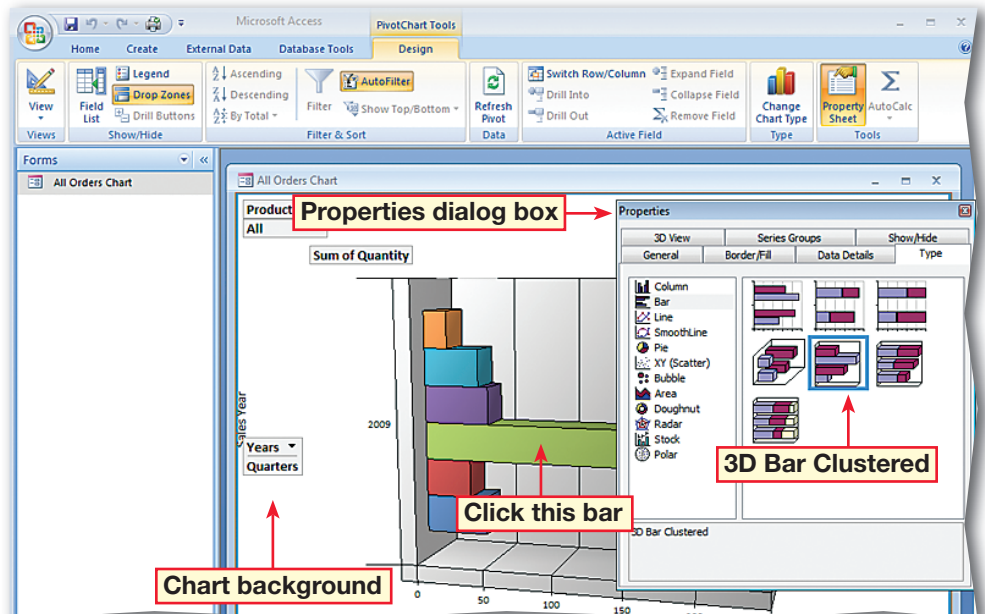 Microsoft Access
PivotChart Tools
Home Create External Data Database Tools Design
View
Views
Field List
Legend
Drop Zones
Drill Buttons
Show/Hide
Ascending
Descending
By Total
Filter
AutoFilter
Show Top/Bottom
Filter & Sort
Refresh Pivot
Data
Switch Row/Column
Drill Into
Drill Out
Expand Field
Collapse Field
Remove Field
Active Field
Change Chart Type
Type
Property Sheet
AutoCalc
Tools
Forms
All Orders Chart
All Orders Chart
Product
All
Sum of Quantity
Properties dialog box
Properties
3D View Series Groups Show/Hide
General Border/Fill Data Details Type
Column
Bar
Line
SmoothLine
Pie
XY (Scatter)
Bubble
Area
Doughnut
Radar
Stock
Polar
3D Bar Clustered
3D Bar Clustered
Sales Year
2009
Years
Quarters
Click this bar
Chart background
0
50
100
150